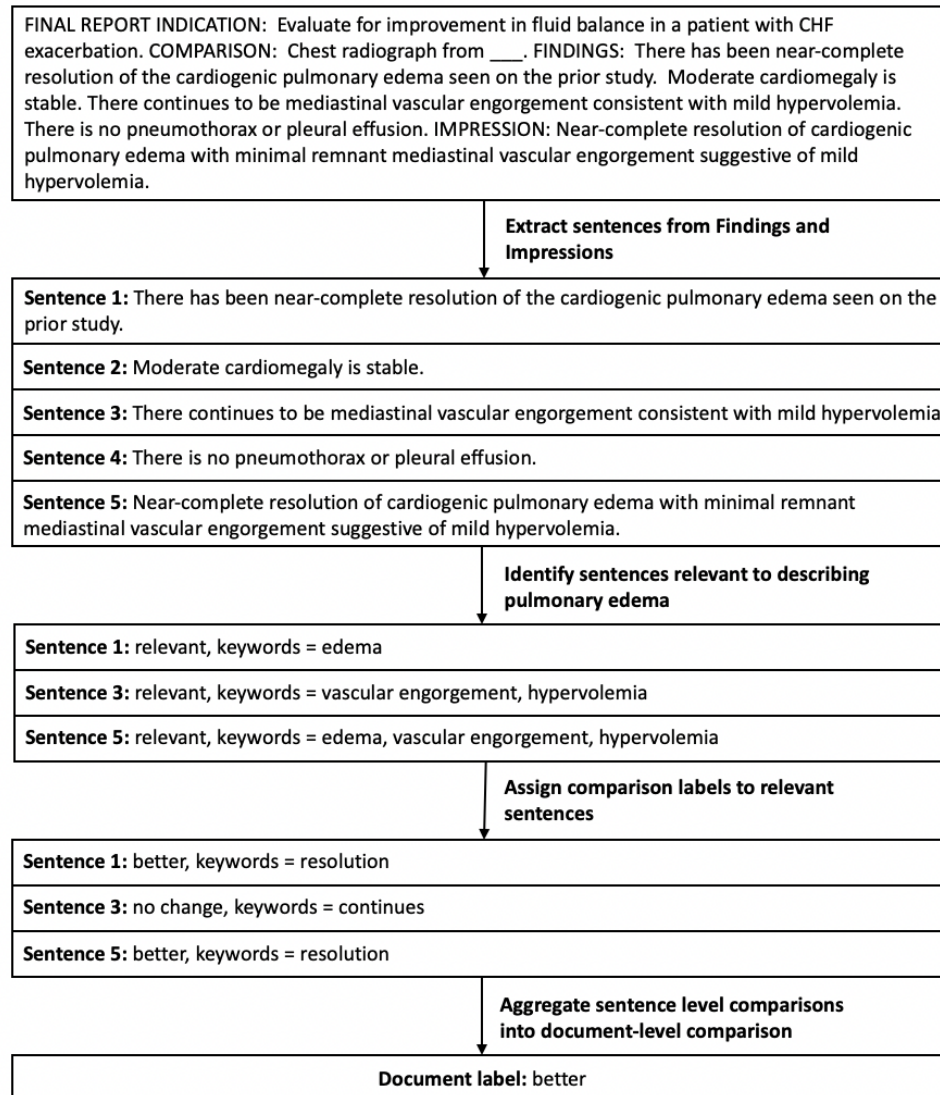 FINAL REPORT INDICATION:  Evaluate for improvement in fluid balance in a patient with CHF
exacerbation. COMPARISON:  Chest radiograph from ___. FINDINGS:  There has been near-complete
resolution of the cardiogenic pulmonary edema seen on the prior study.  Moderate cardiomegaly is
stable. There continues to be mediastinal vascular engorgement consistent with mild hypervolemia.
There is no pneumothorax or pleural effusion. IMPRESSION: Near-complete resolution of cardiogenic
pulmonary edema with minimal remnant mediastinal vascular engorgement suggestive of mild
hypervolemia.
Extract sentences from Findings and
Impressions
Sentence 1: There has been near-complete resolution of the cardiogenic pulmonary edema seen on the
prior study.
Sentence 2: Moderate cardiomegaly is stable.
Sentence 3: There continues to be mediastinal vascular engorgement consistent with mild hypervolemia
Sentence 4: There is no pneumothorax or pleural effusion.
Sentence 5: Near-complete resolution of cardiogenic pulmonary edema with minimal remnant
mediastinal vascular engorgement suggestive of mild hypervolemia.
Identify sentences relevant to describing
pulmonary edema
Sentence 1: relevant, keywords = edema
Sentence 3: relevant, keywords = vascular engorgement, hypervolemia
Sentence 5: relevant, keywords = edema, vascular engorgement, hypervolemia
Assign comparison labels to relevant
sentences
Sentence 1: better, keywords = resolution
Sentence 3: no change, keywords = continues
Sentence 5: better, keywords = resolution
Aggregate sentence level comparisons
into document-level comparison
Document label: better